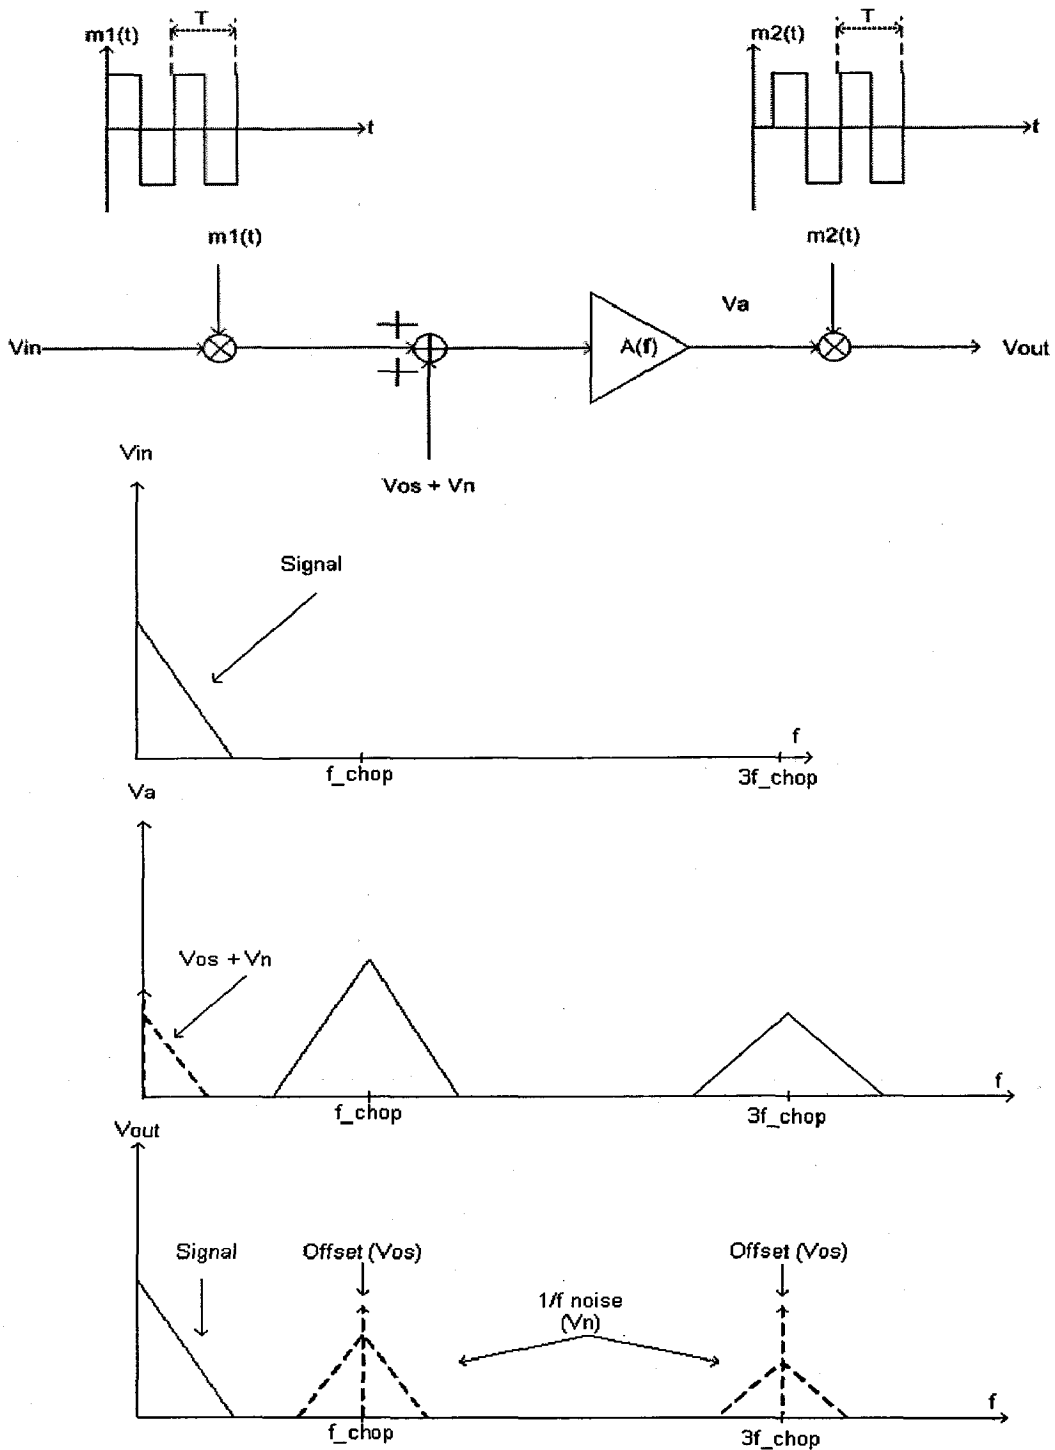 T
m1(t)
t
T
m2(t)
t
m1(t)
m2(t)
Vin
+
+
A(f)
Va
Vout
Vos + Vn
Vin
Signal
f
f_chop
3f_chop
Va
Vos + Vn
f
f_chop
3f_chop
Vout
Signal
Offset (Vos)
Offset (Vos)
1/f noise
(Vn)
f
f_chop
3f_chop